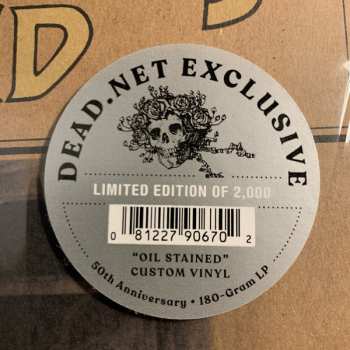 DEAD.NET EXCLUSIVE
LIMITED EDITION OF 2,000
0 81227 90670 2
"OIL STAINED"
CUSTOM VINYL
50th Anniversary • 180-Gram LP